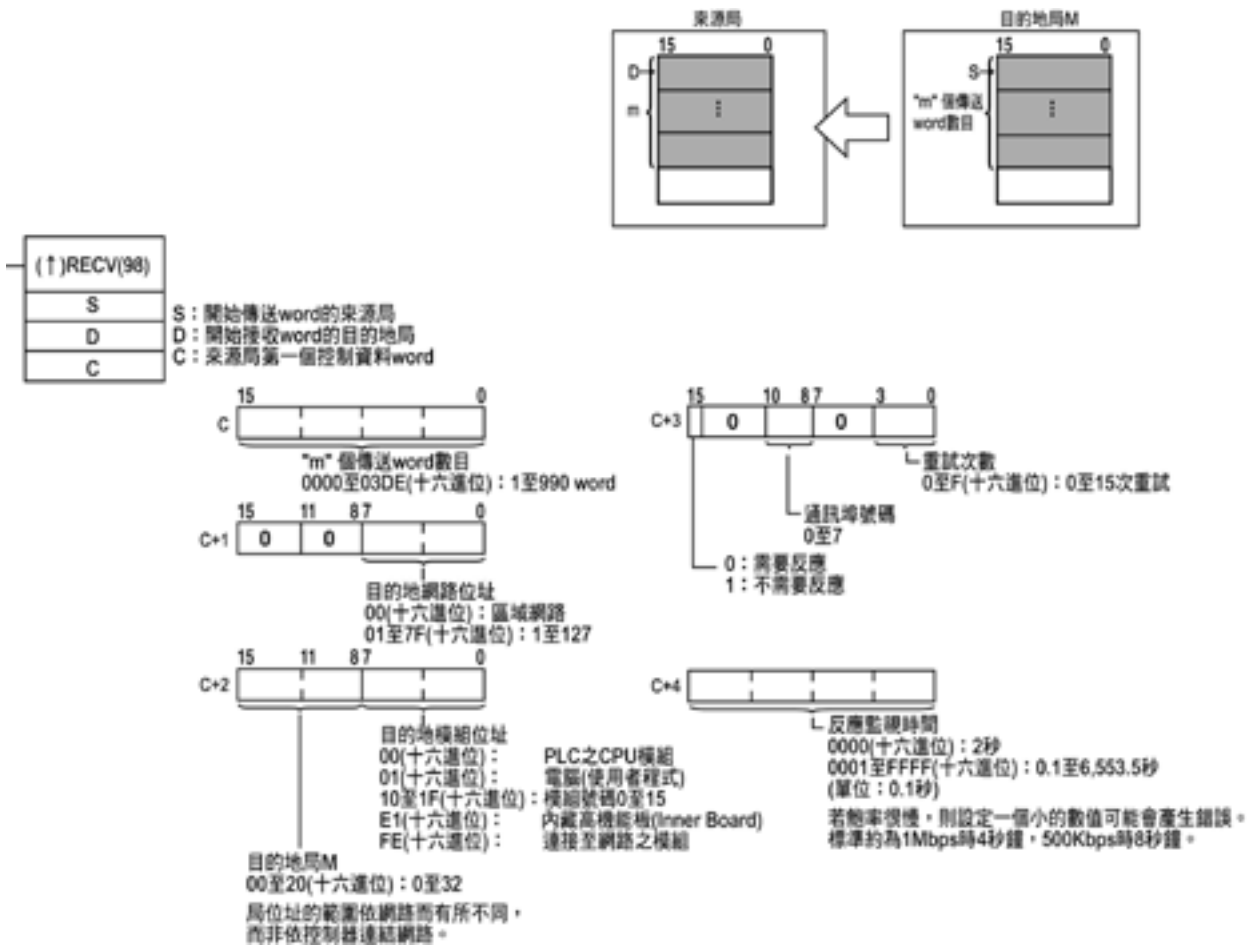 來源局
15 0
D
m
目的地局M
15 0
S
"m" 個傳送
word數目
(↑)RECV(98)
S
D
C
S：開始傳送word的來源局
D：開始接收word的目的地局
C：來源局第一個控制資料word
15 0
C
"m" 個傳送word數目
0000至03DE(十六進位)：1至990 word
15 11 8 7 0
C+1 0 0
目的地網路位址
00(十六進位)：區域網路
01至7F(十六進位)：1至127
15 11 8 7 0
C+2
目的地模組位址
00(十六進位)： PLC之CPU模組
01(十六進位)： 電腦(使用者程式)
10至1F(十六進位)：模組號碼0至15
E1(十六進位)： 內藏高機能板(Inner Board)
FE(十六進位)： 連接至網路之模組
目的地局M
00至20(十六進位)：0至32
局位址的範圍依網路而有所不同，
而非依控制器連結網路。
15 10 8 7 3 0
C+3 0 0
重試次數
0至F(十六進位)：0至15次重試
通訊埠號碼
0至7
0：需要反應
1：不需要反應
C+4
反應監視時間
0000(十六進位)：2秒
0001至FFFF(十六進位)：0.1至6,553.5秒
(單位：0.1秒)
若鮑率很慢，則設定一個小的數值可能會產生錯誤。
標準約為1Mbps時4秒鐘，500Kbps時8秒鐘。